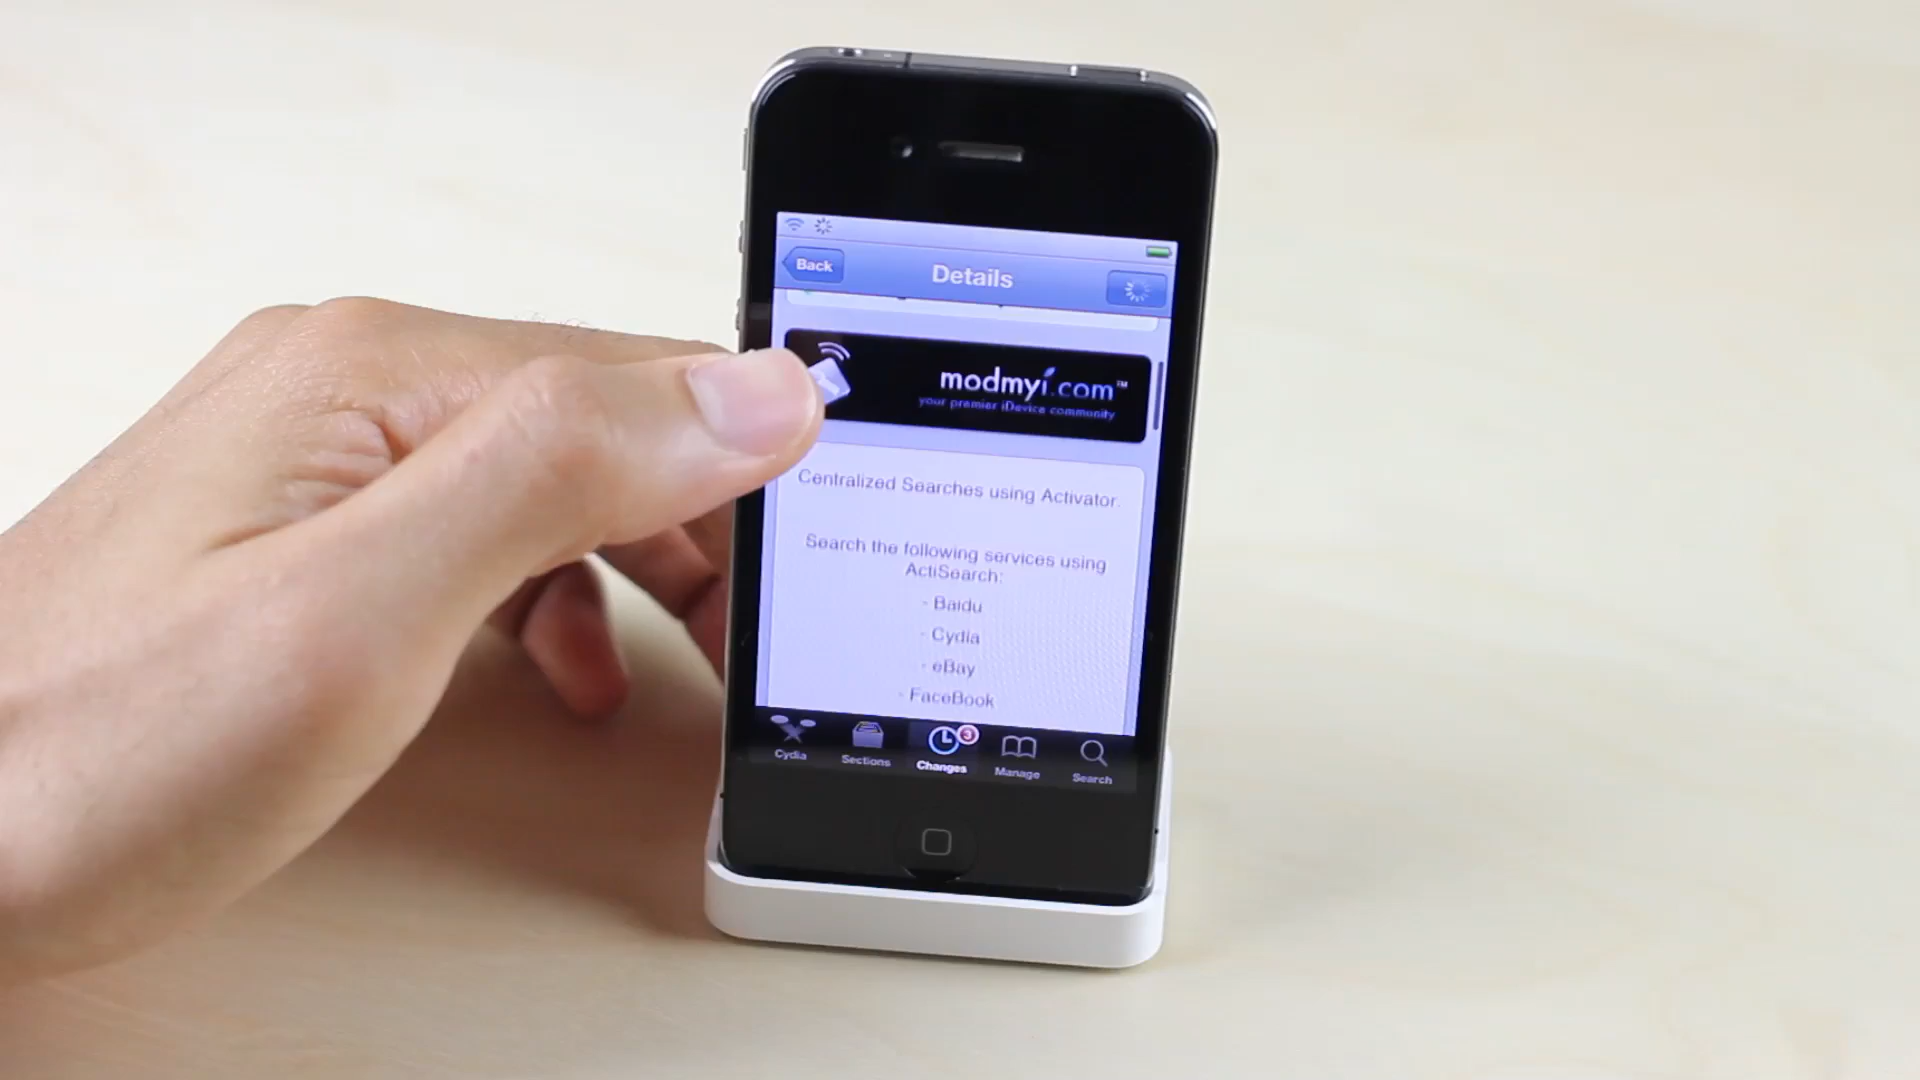 Back
Details
modmyi.com™
your premier iDevice community
Centralized Searches using Activator.
Search the following services using
ActiSearch:
- Baidu
- Cydia
- eBay
- FaceBook
Cydia
Sections
3
Changes
Manage
Search